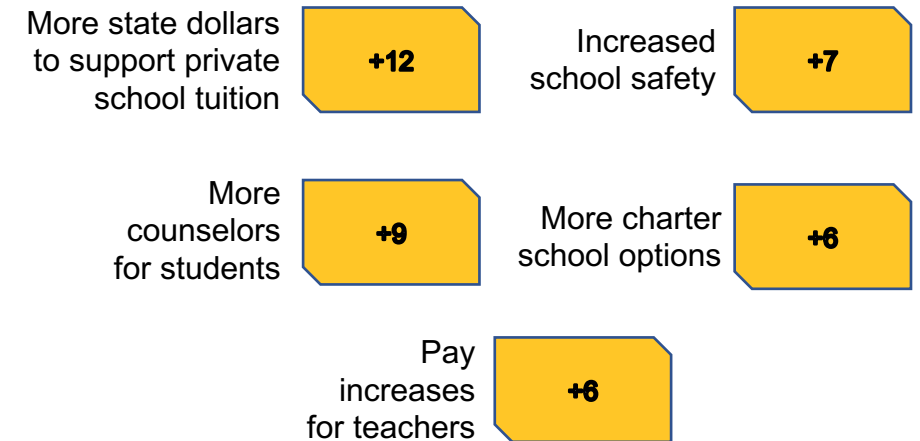 More state dollars
to support private
school tuition
+12
Increased
school safety
+7
More
counselors
for students
+9
More charter
school options
+6
Pay
increases
for teachers
+6